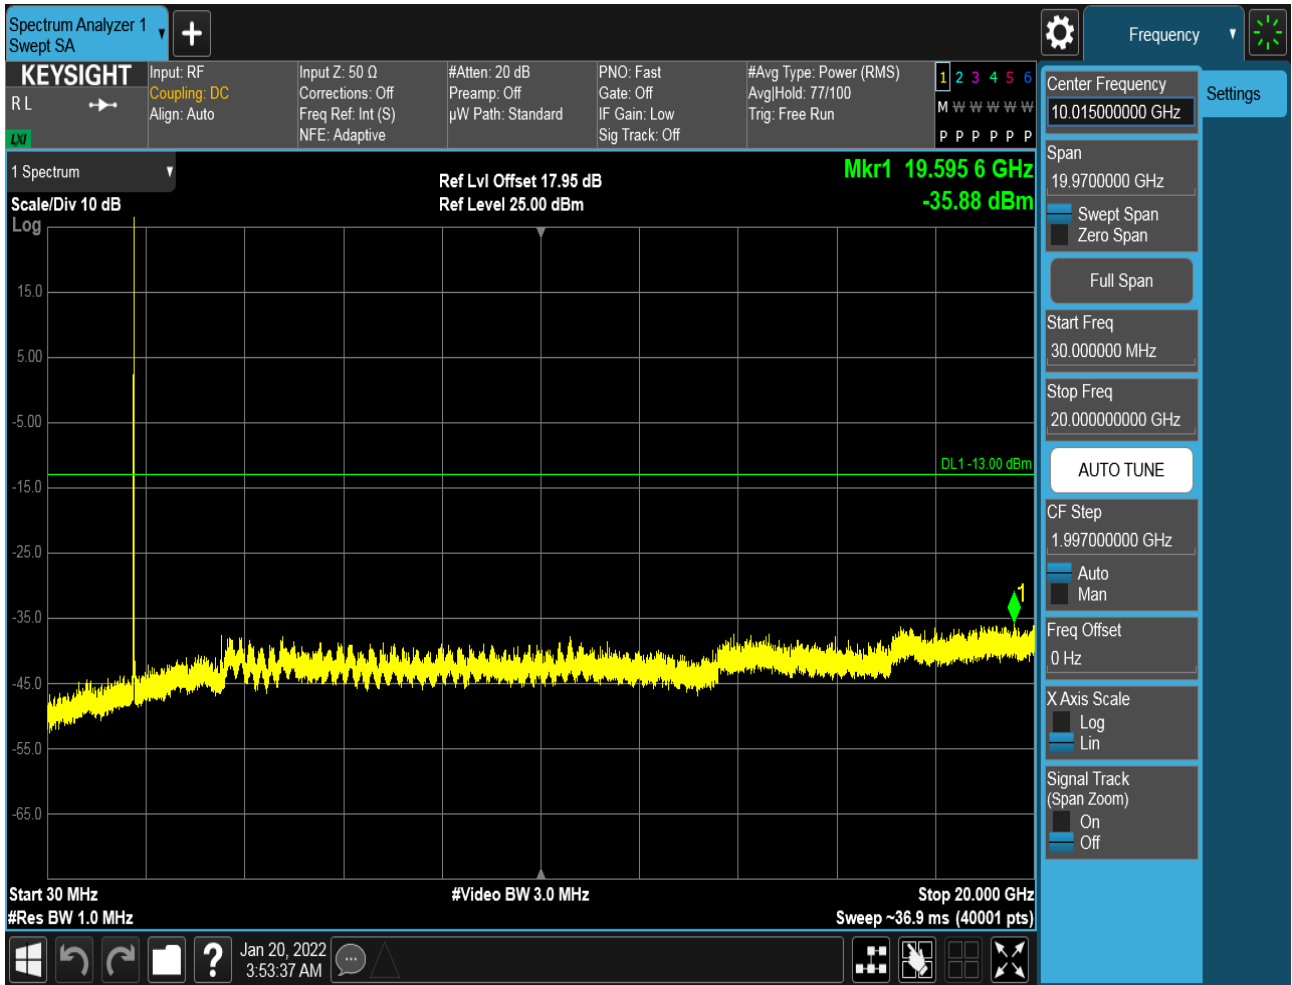 Spectrum Analyzer 1
Swept SA
+
Frequency
KEYSIGHT
R L
LXI
Input: RF
Coupling: DC
Align: Auto
Input Z: 50 Ω
Corrections: Off
Freq Ref: Int (S)
NFE: Adaptive
#Atten: 20 dB
Preamp: Off
µW Path: Standard
PNO: Fast
Gate: Off
IF Gain: Low
Sig Track: Off
#Avg Type: Power (RMS)
Avg|Hold: 77/100
Trig: Free Run
1 2 3 4 5 6
M W W W W W
P P P P P P
1 Spectrum
Scale/Div 10 dB
Log
Ref Lvl Offset 17.95 dB
Ref Level 25.00 dBm
Mkr1 19.595 6 GHz
-35.88 dBm
15.0
5.00
-5.00
-15.0
-25.0
-35.0
-45.0
-55.0
-65.0
DL1 -13.00 dBm
1
Start 30 MHz
#Res BW 1.0 MHz
#Video BW 3.0 MHz
Stop 20.000 GHz
Sweep ~36.9 ms (40001 pts)
Center Frequency
10.015000000 GHz
Span
19.9700000 GHz
Swept Span
Zero Span
Full Span
Start Freq
30.000000 MHz
Stop Freq
20.000000000 GHz
AUTO TUNE
CF Step
1.997000000 GHz
Auto
Man
Freq Offset
0 Hz
X Axis Scale
Log
Lin
Signal Track
(Span Zoom)
On
Off
Settings
?
Jan 20, 2022
3:53:37 AM